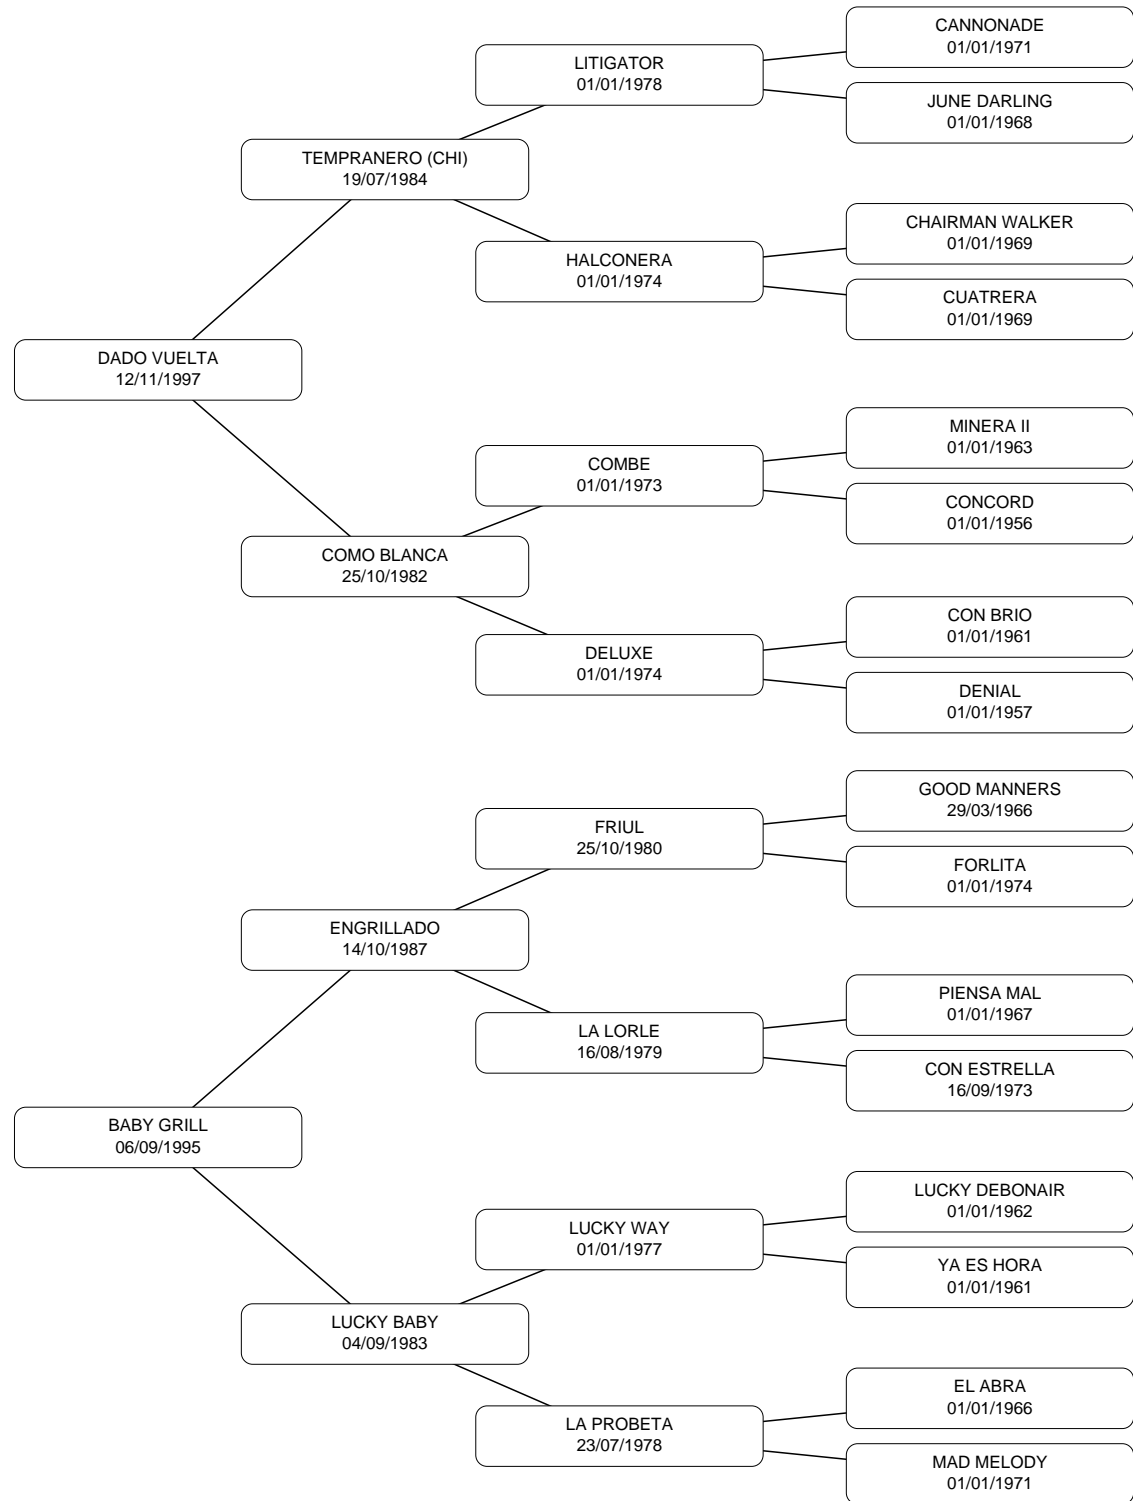 CANNONADE
01/01/1971
LITIGATOR
01/01/1978
JUNE DARLING
01/01/1968
TEMPRANERO (CHI)
19/07/1984
CHAIRMAN WALKER
01/01/1969
HALCONERA
01/01/1974
CUATRERA
01/01/1969
DADO VUELTA
12/11/1997
MINERA II
01/01/1963
COMBE
01/01/1973
CONCORD
01/01/1956
COMO BLANCA
25/10/1982
CON BRIO
01/01/1961
DELUXE
01/01/1974
DENIAL
01/01/1957
GOOD MANNERS
29/03/1966
FRIUL
25/10/1980
FORLITA
01/01/1974
ENGRILLADO
14/10/1987
PIENSA MAL
01/01/1967
LA LORLE
16/08/1979
CON ESTRELLA
16/09/1973
BABY GRILL
06/09/1995
LUCKY DEBONAIR
01/01/1962
LUCKY WAY
01/01/1977
YA ES HORA
01/01/1961
LUCKY BABY
04/09/1983
EL ABRA
01/01/1966
LA PROBETA
23/07/1978
MAD MELODY
01/01/1971